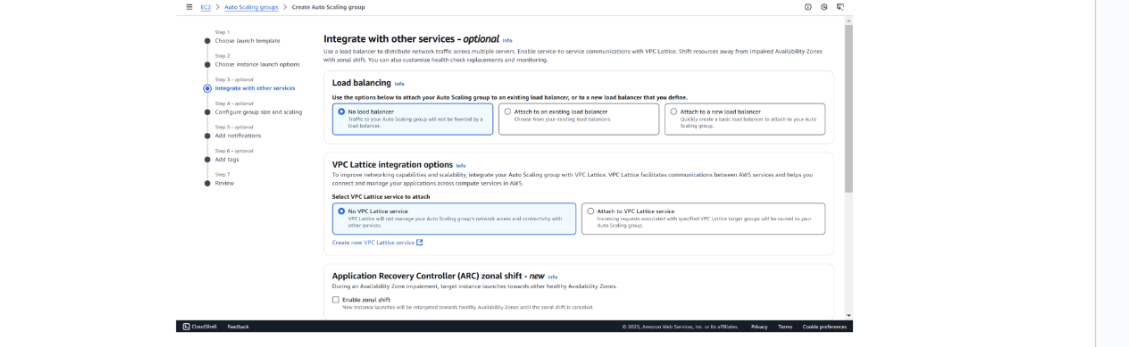 EC2 > Auto Scaling groups > Create Auto Scaling group
Step 1
Choose launch template
Step 2
Choose instance launch options
Step 3 - optional
Integrate with other services
Step 4 - optional
Configure group size and scaling
Step 5 - optional
Add notifications
Step 6 - optional
Add tags
Step 7
Review
Integrate with other services - optional Info
Use a load balancer to distribute network traffic across multiple servers. Enable service-to-service communications with VPC Lattice. Shift resources away from impaired Availability Zones
with zonal shift. You can also customize health check replacements and monitoring.
Load balancing Info
Use the options below to attach your Auto Scaling group to an existing load balancer, or to a new load balancer that you define.
No load balancer
Traffic to your Auto Scaling group will not be fronted by a
load balancer.
Attach to an existing load balancer
Choose from your existing load balancers.
Attach to a new load balancer
Quickly create a basic load balancer to attach to your Auto
Scaling group.
VPC Lattice integration options Info
To improve networking capabilities and scalability, integrate your Auto Scaling group with VPC Lattice. VPC Lattice facilitates communications between AWS services and helps you
connect and manage your applications across compute services in AWS.
Select VPC Lattice service to attach
No VPC Lattice service
VPC Lattice will not manage your Auto Scaling group's network access and connectivity with
other services.
Attach to VPC Lattice service
Incoming requests associated with specified VPC Lattice target groups will be routed to your
Auto Scaling group.
Create new VPC Lattice service
Application Recovery Controller (ARC) zonal shift - new Info
During an Availability Zone impairment, target instance launches towards other healthy Availability Zones.
Enable zonal shift
New instance launches will be retargeted towards healthy Availability Zones until the zonal shift is canceled.
CloudShell Feedback © 2025, Amazon Web Services, Inc. or its affiliates. Privacy Terms Cookie preferences